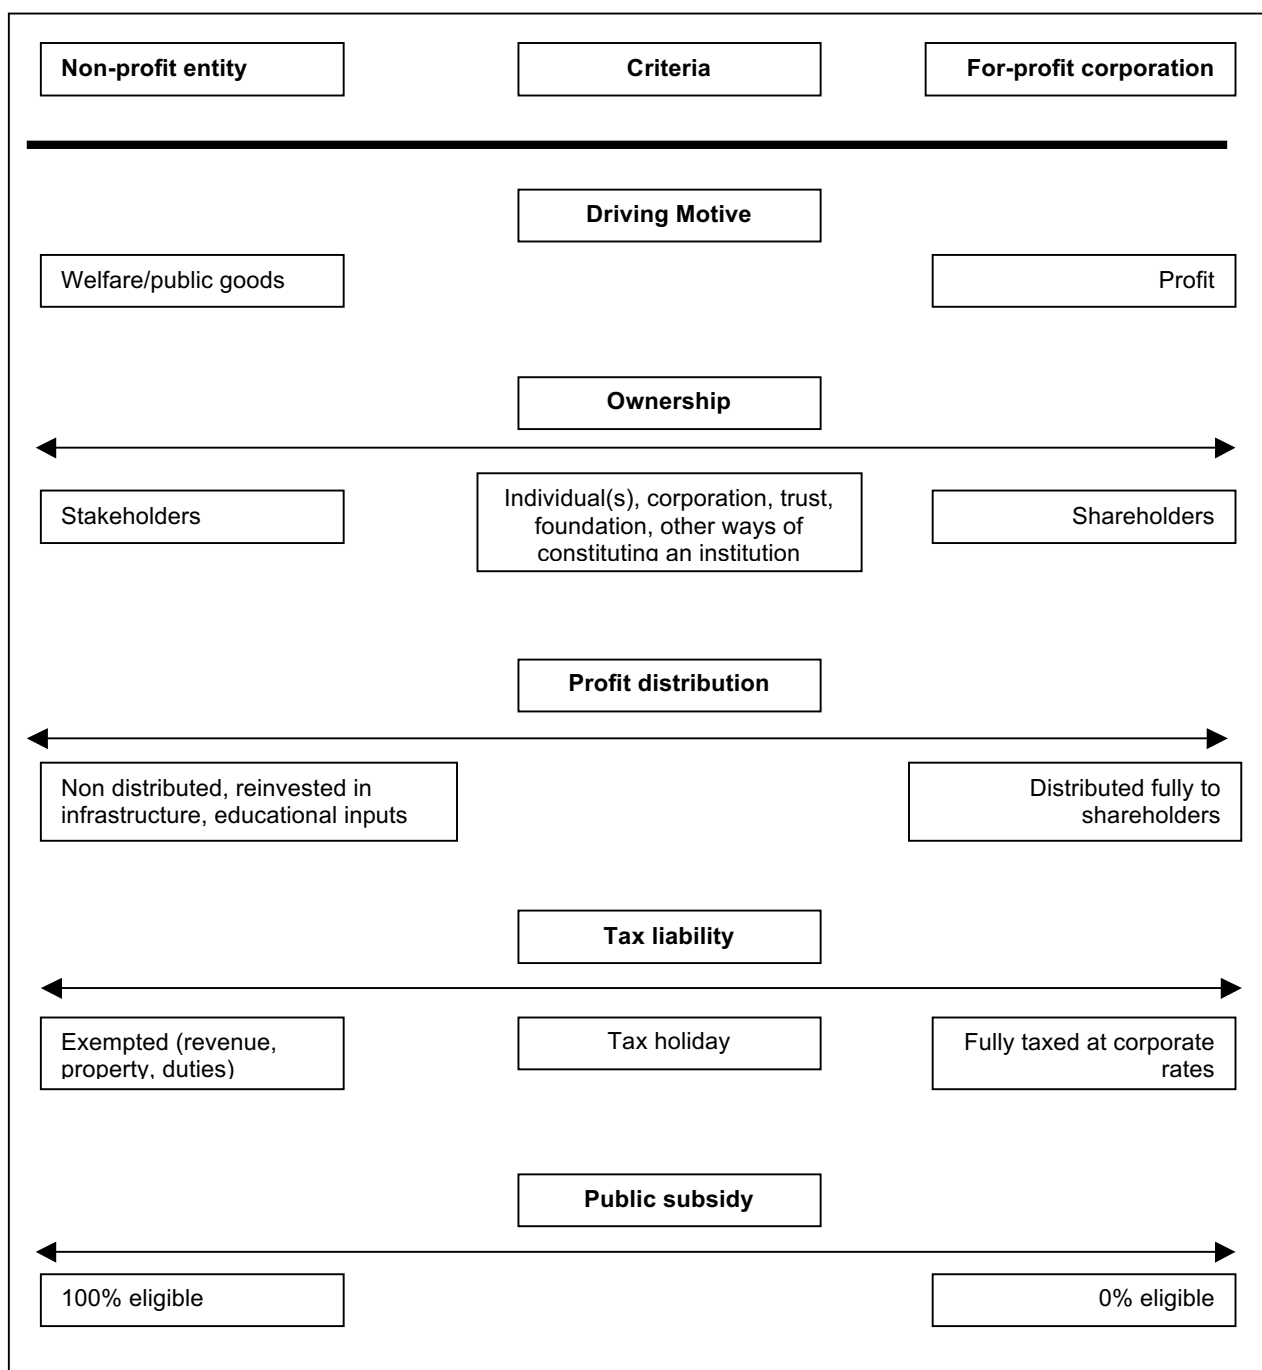 Non-profit entity
Criteria
For-profit corporation
Driving Motive
Welfare/public goods
Profit
Ownership
Stakeholders
Individual(s), corporation, trust,
foundation, other ways of
constituting an institution
Shareholders
Profit distribution
Non distributed, reinvested in
infrastructure, educational inputs
Distributed fully to
shareholders
Tax liability
Exempted (revenue,
property, duties)
Tax holiday
Fully taxed at corporate
rates
Public subsidy
100% eligible
0% eligible